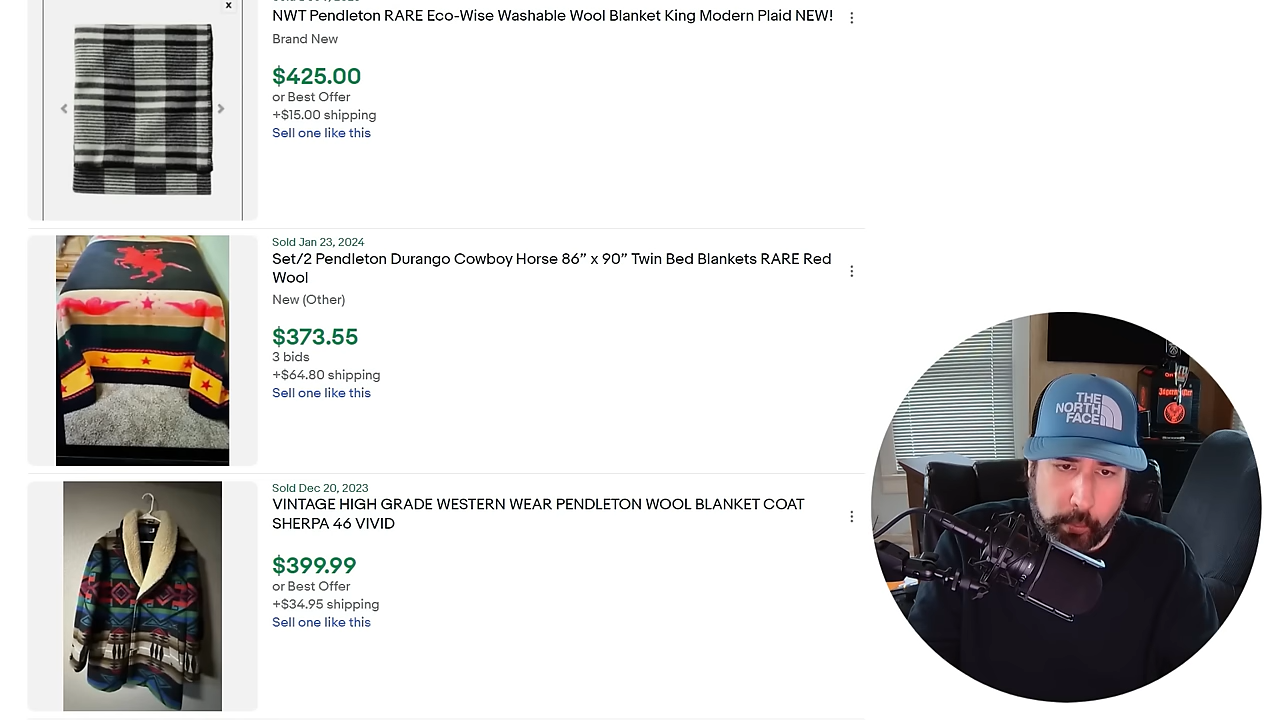 x
NWT Pendleton RARE Eco-Wise Washable Wool Blanket King Modern Plaid NEW!
Brand New
$425.00
or Best Offer
+$15.00 shipping
Sell one like this
Sold Jan 23, 2024
Set/2 Pendleton Durango Cowboy Horse 86” x 90” Twin Bed Blankets RARE Red
Wool
New (Other)
$373.55
3 bids
+$64.80 shipping
Sell one like this
Sold Dec 20, 2023
VINTAGE HIGH GRADE WESTERN WEAR PENDLETON WOOL BLANKET COAT
SHERPA 46 VIVID
$399.99
or Best Offer
+$34.95 shipping
Sell one like this
THE
NORTH
FACE